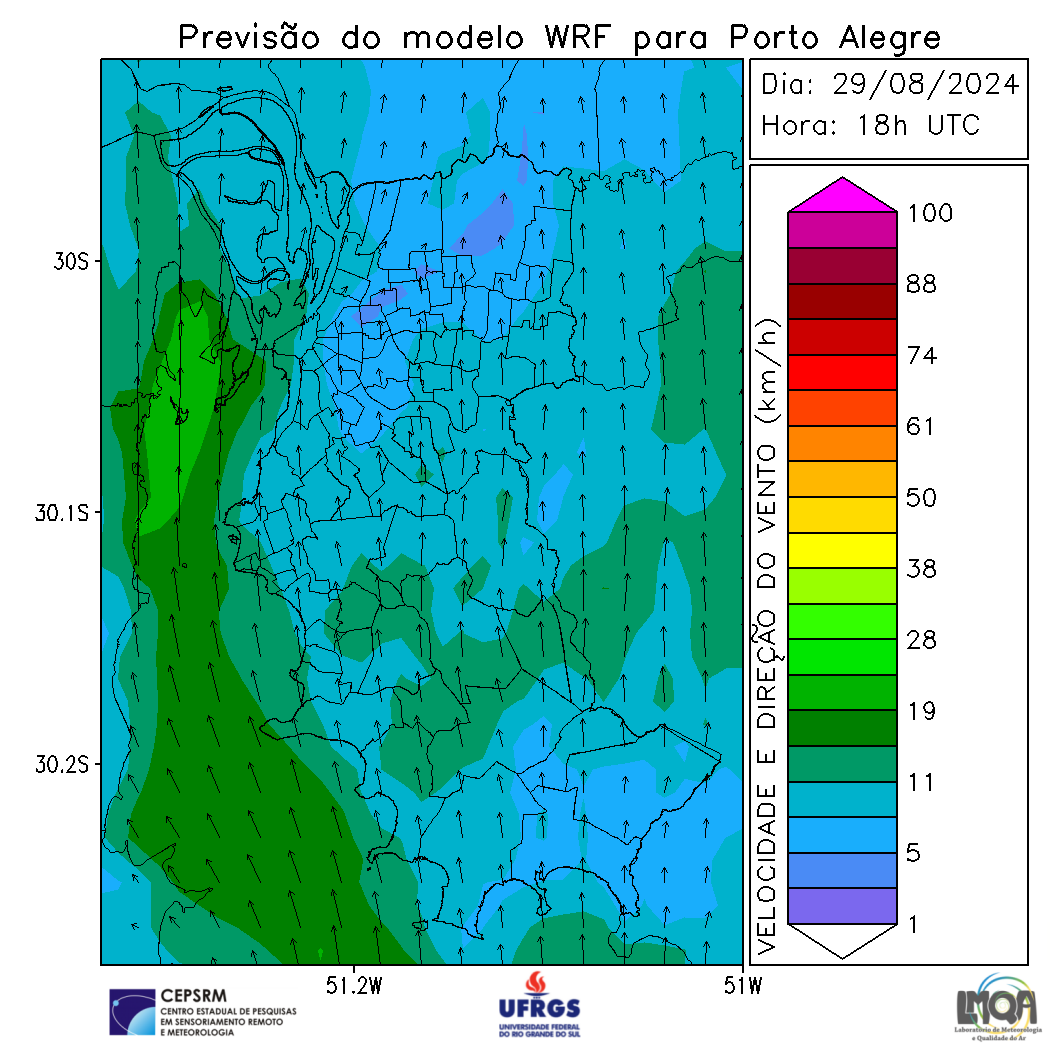 Previsão do modelo WRF para Porto Alegre
Dia: 29/08/2024
Hora: 18h UTC
30S
30.1S
30.2S
51.2W
51W
VELOCIDADE E DIREÇÃO DO VENTO (km/h)
100
88
74
61
50
38
28
19
11
5
1
CEPSRM
CENTRO ESTADUAL DE PESQUISAS
EM SENSORIAMENTO REMOTO
E METEOROLOGIA
UFRGS
UNIVERSIDADE FEDERAL
DO RIO GRANDE DO SUL
LMQA
Laboratório de Meteorologia
e Qualidade do Ar